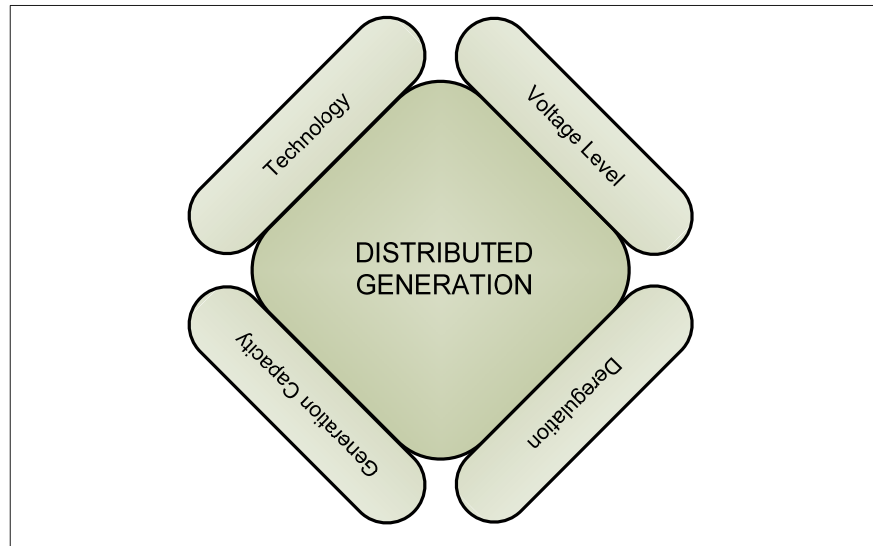 Technology
Voltage Level
DISTRIBUTED
GENERATION
Generation Capacity
Deregulation